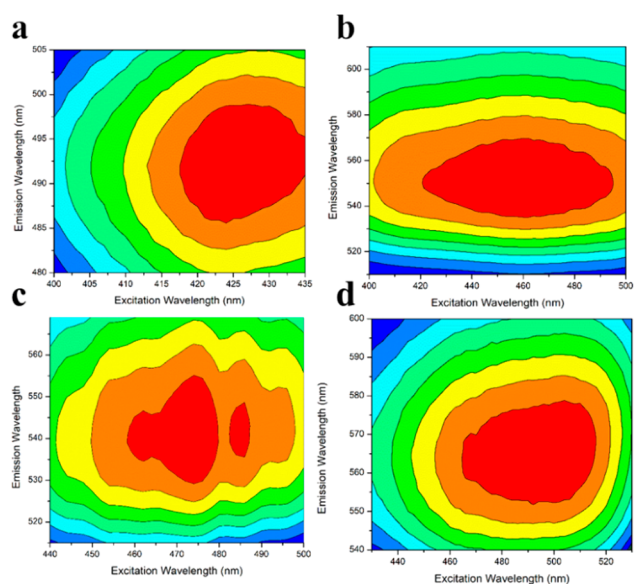 a
b
505
500
495
490
485
480
Emission Wavelength (nm)
400 405 410 415 420 425 430 435
Excitation Wavelength (nm)
610
600
580
560
540
520
510
Emission Wavelength
400 420 440 460 480 500
Excitation Wavelength (nm)
c
d
560
550
540
530
520
515
Emission Wavelength
440 450 460 470 480 490 500
Excitation Wavelength (nm)
600
590
580
570
560
550
540
Emission Wavelength (nm)
440 460 480 500 520
Excitation Wavelength (nm)